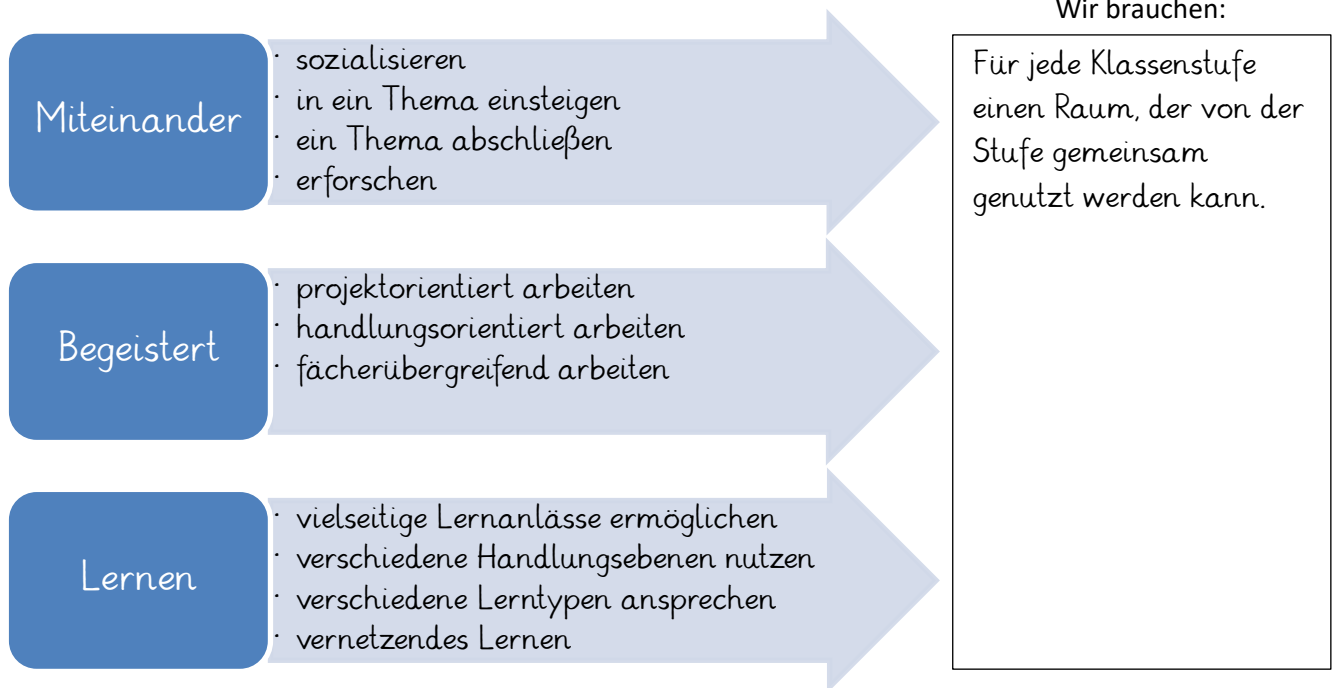 Wir brauchen:
Miteinander
· sozialisieren
· in ein Thema einsteigen
· ein Thema abschließen
· erforschen
Begeistert
· projektorientiert arbeiten
· handlungsorientiert arbeiten
· fächerübergreifend arbeiten
Lernen
· vielseitige Lernanlässe ermöglichen
· verschiedene Handlungsebenen nutzen
· verschiedene Lerntypen ansprechen
· vernetzendes Lernen
Für jede Klassenstufe
einen Raum, der von der
Stufe gemeinsam
genutzt werden kann.